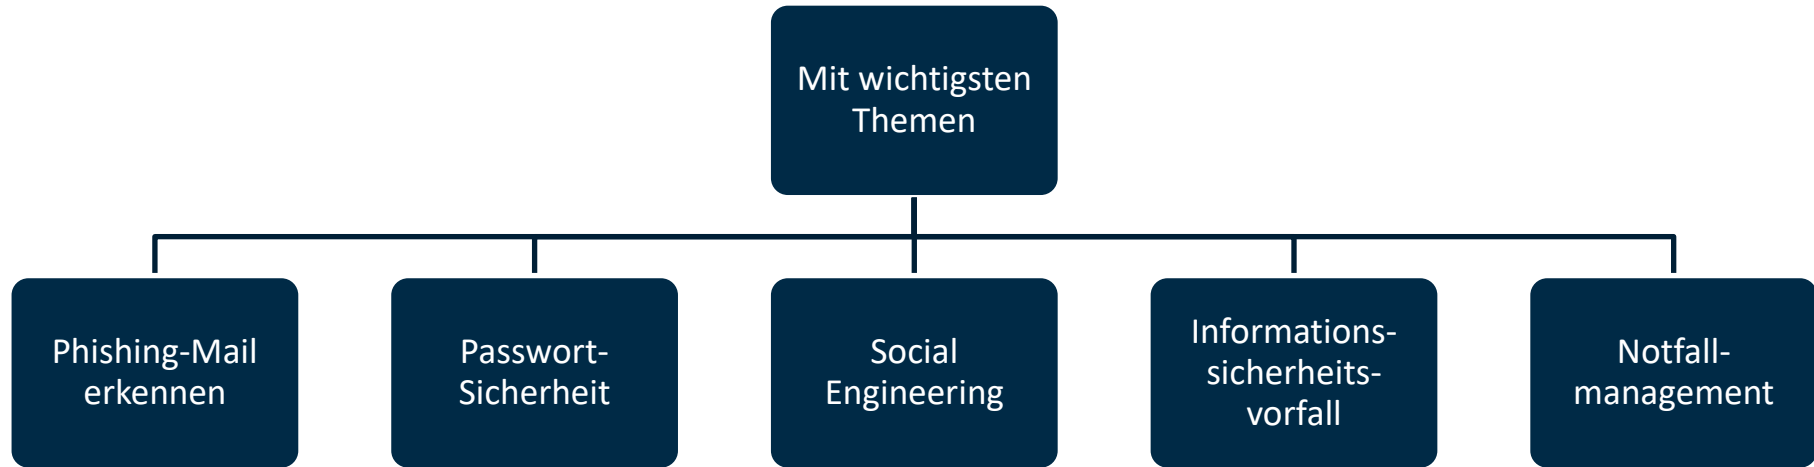 Mit wichtigsten
Themen
Phishing-Mail
erkennen
Passwort-
Sicherheit
Social
Engineering
Informations-
sicherheits-
vorfall
Notfall-
management